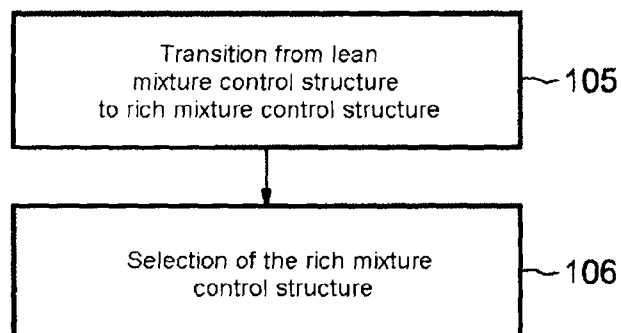 Transition from lean
mixture control structure
to rich mixture control structure
105
Selection of the rich mixture
control structure
106